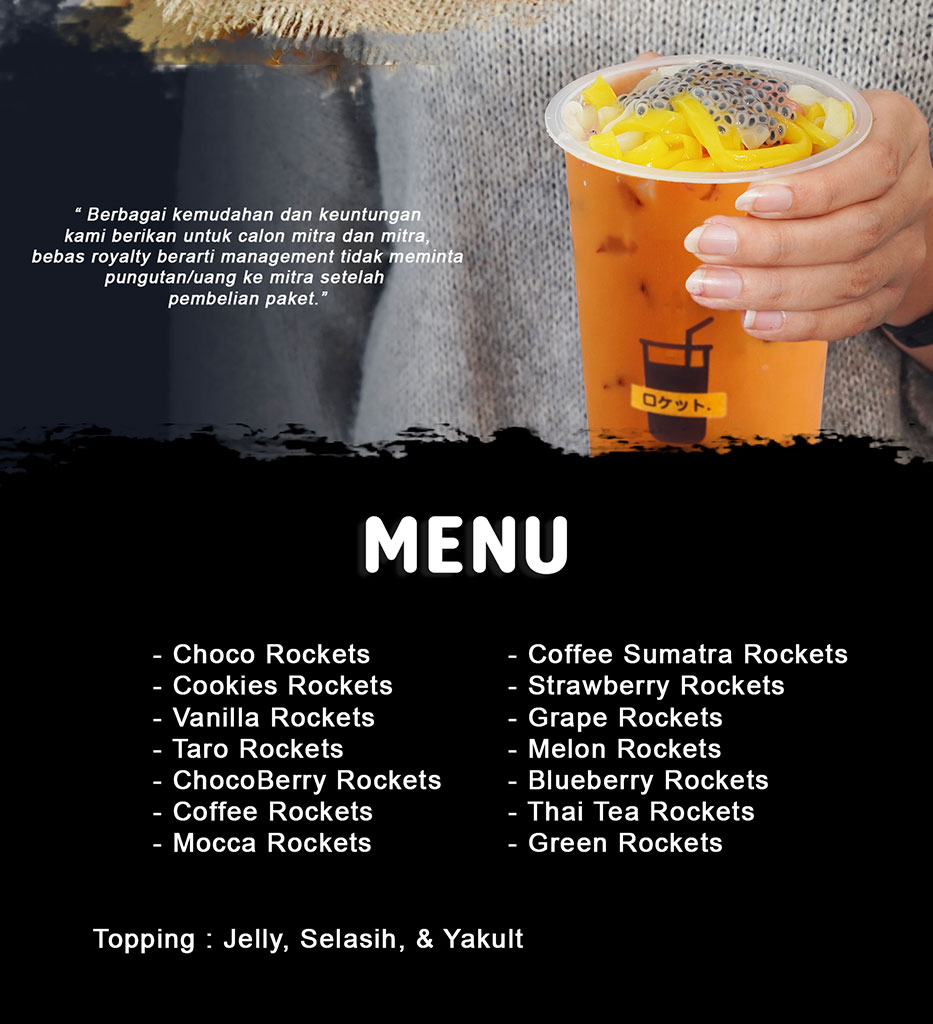 “ Berbagai kemudahan dan keuntungan
kami berikan untuk calon mitra dan mitra,
bebas royalty berarti management tidak meminta
pungutan/uang ke mitra setelah
pembelian paket.”
ロケット.
MENU
- Choco Rockets
- Cookies Rockets
- Vanilla Rockets
- Taro Rockets
- ChocoBerry Rockets
- Coffee Rockets
- Mocca Rockets
- Coffee Sumatra Rockets
- Strawberry Rockets
- Grape Rockets
- Melon Rockets
- Blueberry Rockets
- Thai Tea Rockets
- Green Rockets
Topping : Jelly, Selasih, & Yakult